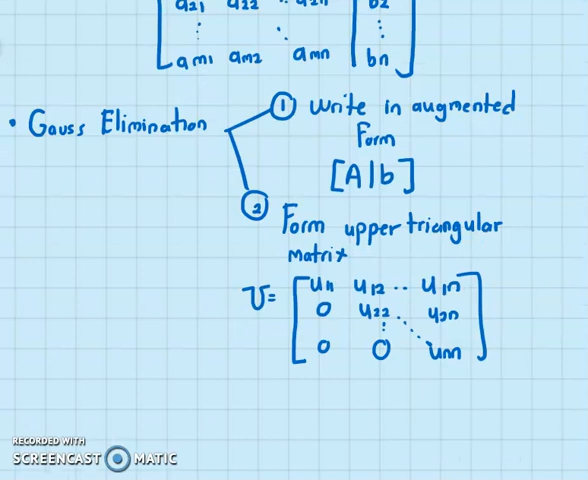 a21 a22 .. a2n b2
⋮ ⋱ ⋮
am1 am2 amn bn
• Gauss Elimination
① Write in augmented
Form
[A|b]
② Form upper triangular
matrix
U= u11 u12 .. u1n
0 u22 ⋱ u2n
0 0 unn
RECORDED WITH
SCREENCAST MATIC